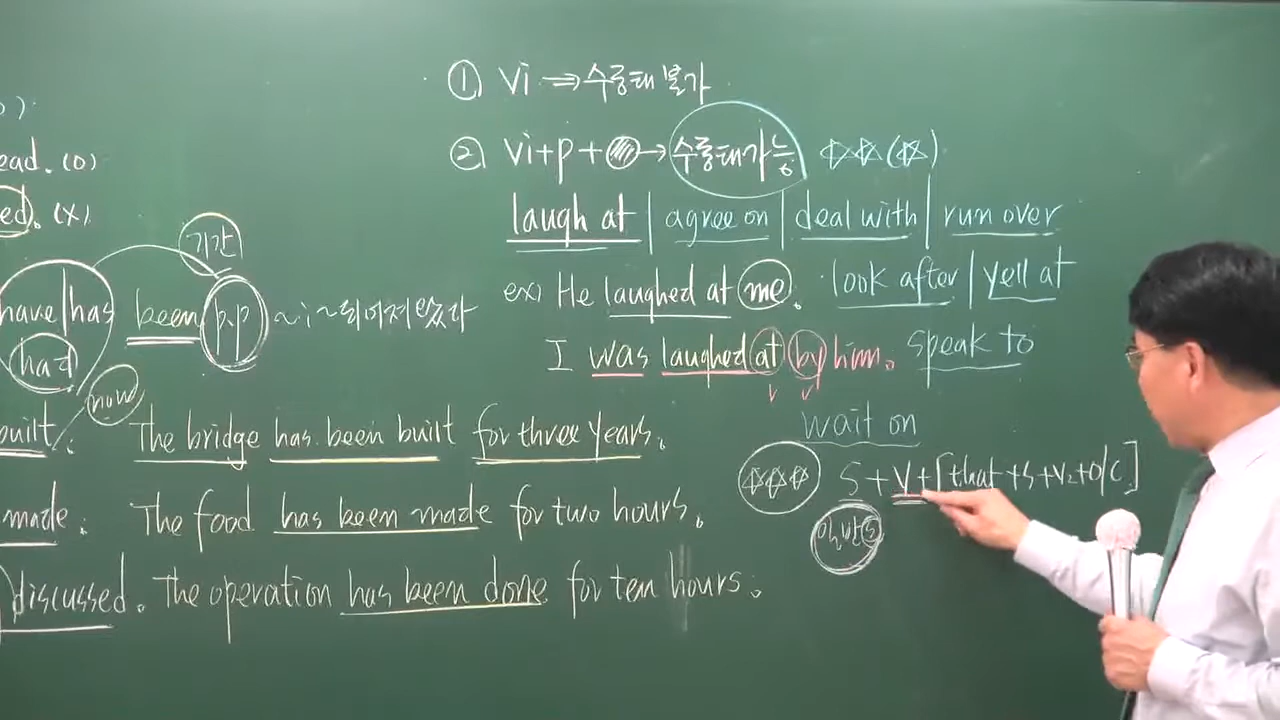 ① Vi ⇒ 수동태 불가
② Vi+p+ → 수동태가능 ☆☆(☆)
laugh at | agree on | deal with | run over
ex) He laughed at me. look after | yell at
I was laughed at by him. speak to
wait on
☆☆☆ S+V+[that+S+V₂+O/C]
일반S
ead. (O)
ed. (X)
기간
have/has been p.p ~i~되어져 왔다
had
now
built. The bridge has been built for three years.
made. The food has been made for two hours.
discussed. The operation has been done for ten hours.